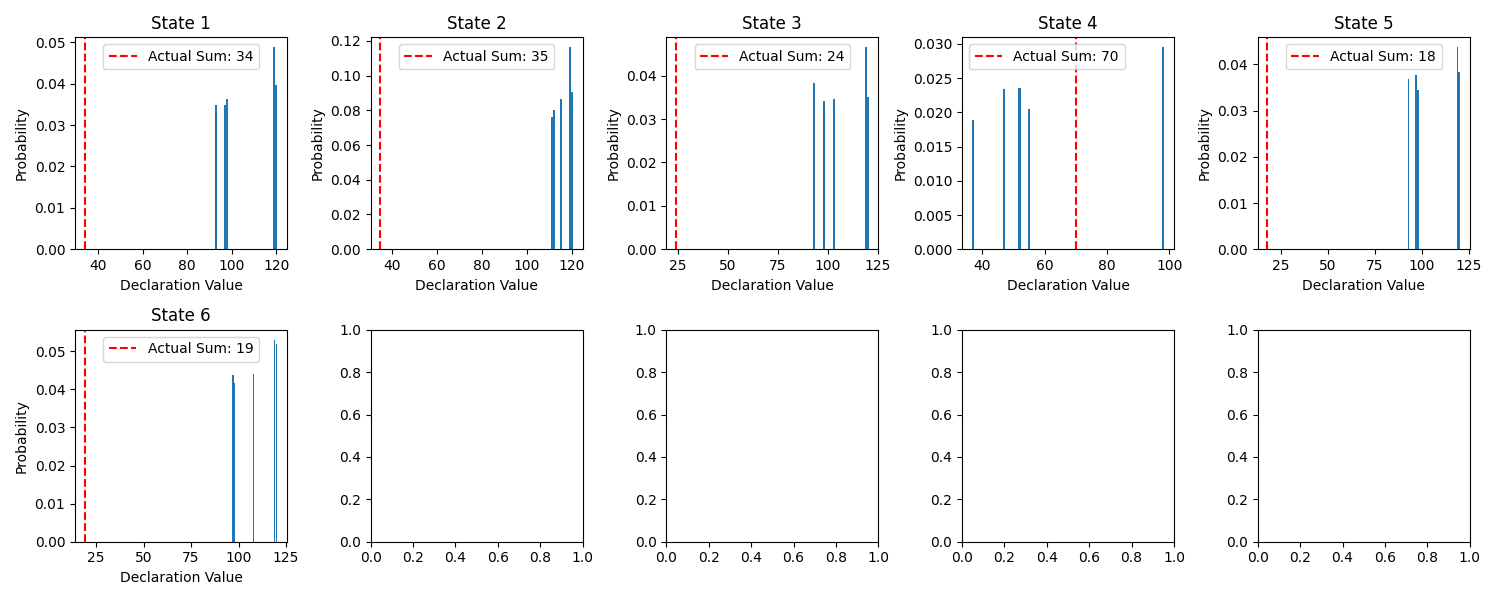 State 1
State 2
State 3
State 4
State 5
Actual Sum: 34
Actual Sum: 35
Actual Sum: 24
Actual Sum: 70
Actual Sum: 18
Probability
0.05
0.04
0.03
0.02
0.01
0.00
40 60 80 100 120
Declaration Value
Probability
0.12
0.10
0.08
0.06
0.04
0.02
0.00
40 60 80 100 120
Declaration Value
Probability
0.04
0.03
0.02
0.01
0.00
25 50 75 100 125
Declaration Value
Probability
0.030
0.025
0.020
0.015
0.010
0.005
0.000
40 60 80 100
Declaration Value
Probability
0.04
0.03
0.02
0.01
0.00
25 50 75 100 125
Declaration Value
State 6
Actual Sum: 19
Probability
0.05
0.04
0.03
0.02
0.01
0.00
25 50 75 100 125
Declaration Value
1.0
0.8
0.6
0.4
0.2
0.0
0.0 0.2 0.4 0.6 0.8 1.0
1.0
0.8
0.6
0.4
0.2
0.0
0.0 0.2 0.4 0.6 0.8 1.0
1.0
0.8
0.6
0.4
0.2
0.0
0.0 0.2 0.4 0.6 0.8 1.0
1.0
0.8
0.6
0.4
0.2
0.0
0.0 0.2 0.4 0.6 0.8 1.0